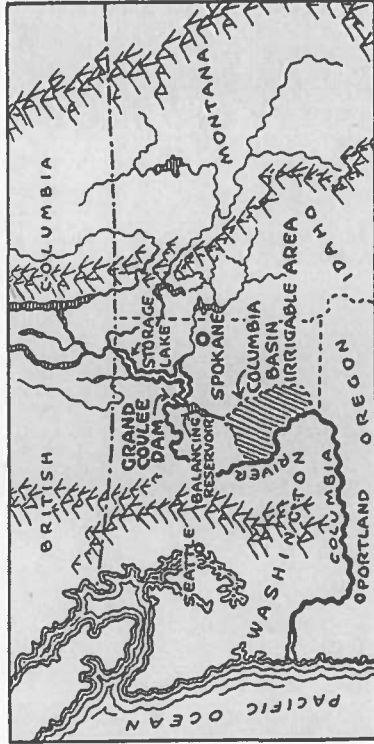 BRITISH COLUMBIA
MONTANA
GRAND
COULEE
DAM
STORAGE
LAKE
SEATTLE
BALANCING
RESERVOIR
SPOKANE
COLUMBIA
BASIN
IRRIGABLE AREA
IDAHO
WASHINGTON
COLUMBIA RIVER
PORTLAND
OREGON
PACIFIC OCEAN